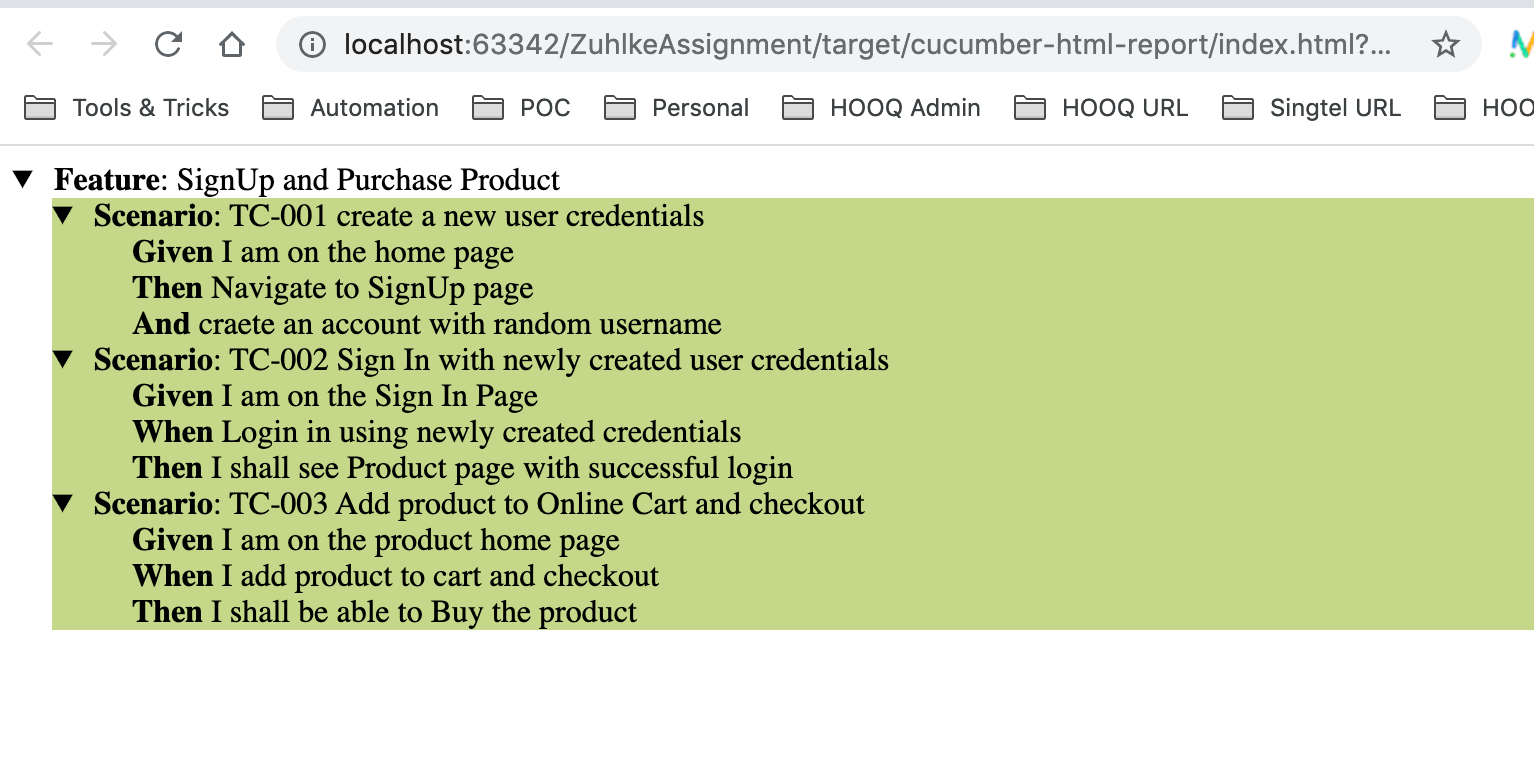 localhost:63342/ZuhlkeAssignment/target/cucumber-html-report/index.html?...
Tools & Tricks Automation POC Personal HOOQ Admin HOOQ URL Singtel URL HOO
Feature: SignUp and Purchase Product
Scenario: TC-001 create a new user credentials
Given I am on the home page
Then Navigate to SignUp page
And craete an account with random username
Scenario: TC-002 Sign In with newly created user credentials
Given I am on the Sign In Page
When Login in using newly created credentials
Then I shall see Product page with successful login
Scenario: TC-003 Add product to Online Cart and checkout
Given I am on the product home page
When I add product to cart and checkout
Then I shall be able to Buy the product